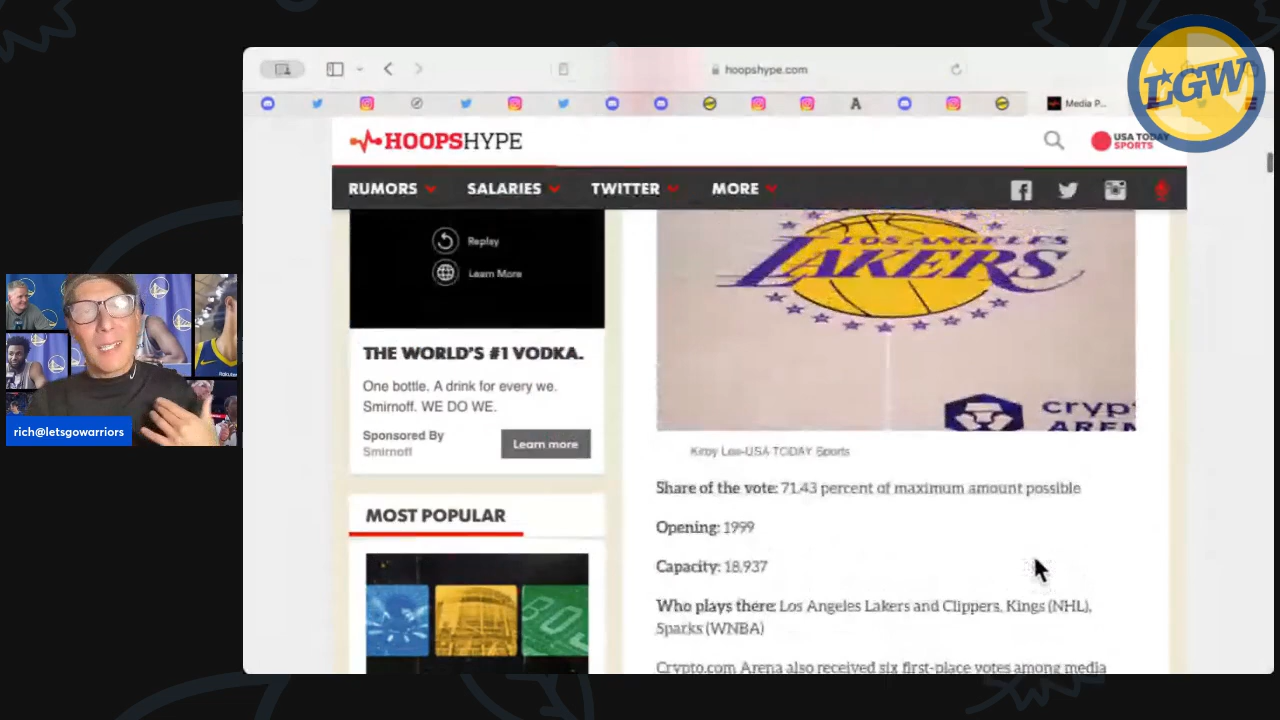 LGW
hoopshype.com
Media P...
HOOPSHYPE
USA TODAY
SPORTS
RUMORS
SALARIES
TWITTER
MORE
Replay
Learn More
LOS ANGELES
LAKERS
crypt
AREN
THE WORLD'S #1 VODKA.
One bottle. A drink for every we.
Smirnoff. WE DO WE.
Sponsored By
Smirnoff
Learn more
Kirby Lee-USA TODAY Sports
Share of the vote: 71.43 percent of maximum amount possible
Opening: 1999
Capacity: 18,937
Who plays there: Los Angeles Lakers and Clippers, Kings (NHL),
Sparks (WNBA)
Crypto.com Arena also received six first-place votes among media
MOST POPULAR
BOS
rich@letsgowarriors